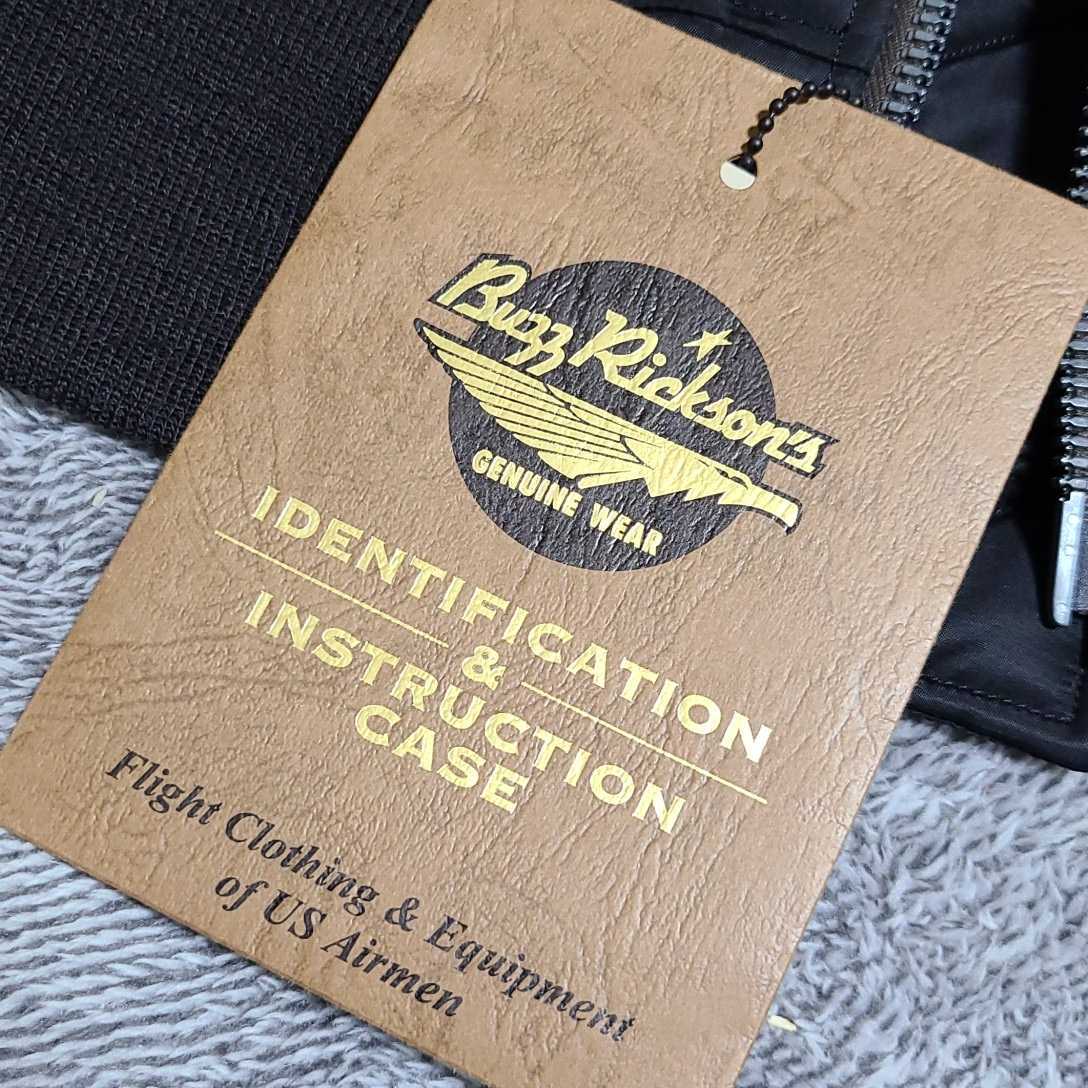 Buzz Rickson's
GENUINE WEAR
IDENTIFICATION
&
INSTRUCTION
CASE
Flight Clothing & Equipment
of US Airmen